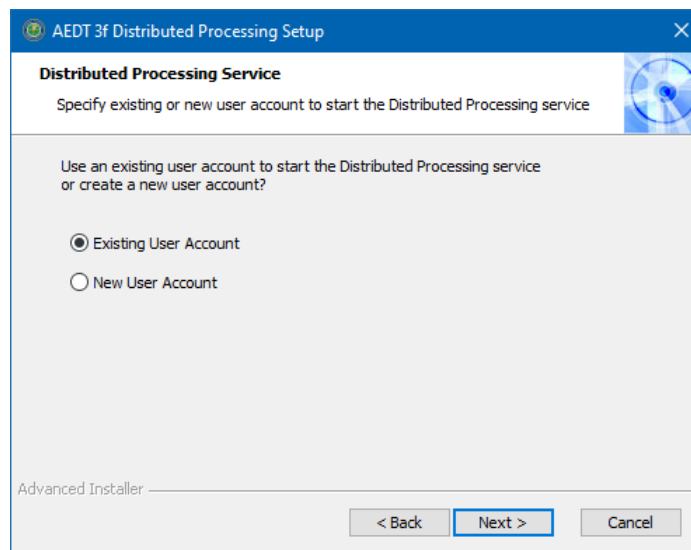 AEDT 3f Distributed Processing Setup
Distributed Processing Service
Specify existing or new user account to start the Distributed Processing service
Use an existing user account to start the Distributed Processing service
or create a new user account?
Existing User Account
New User Account
Advanced Installer
< Back Next > Cancel